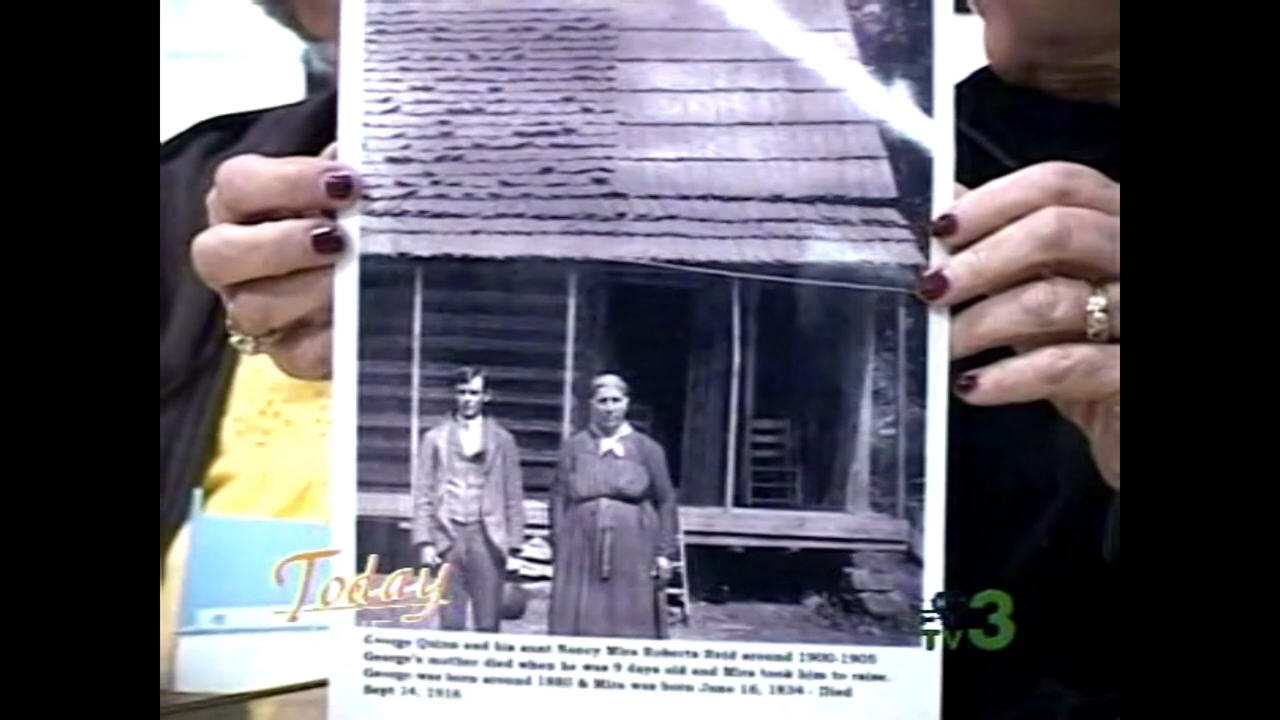 Today
TV3
George Quinn and his aunt Nancy Mira Roberts Reid around 1900-1905
George's mother died when he was 9 days old and Mira took him to raise.
George was born around 1880 & Mira was born June 16, 1834 - Died
Sept 14, 1916